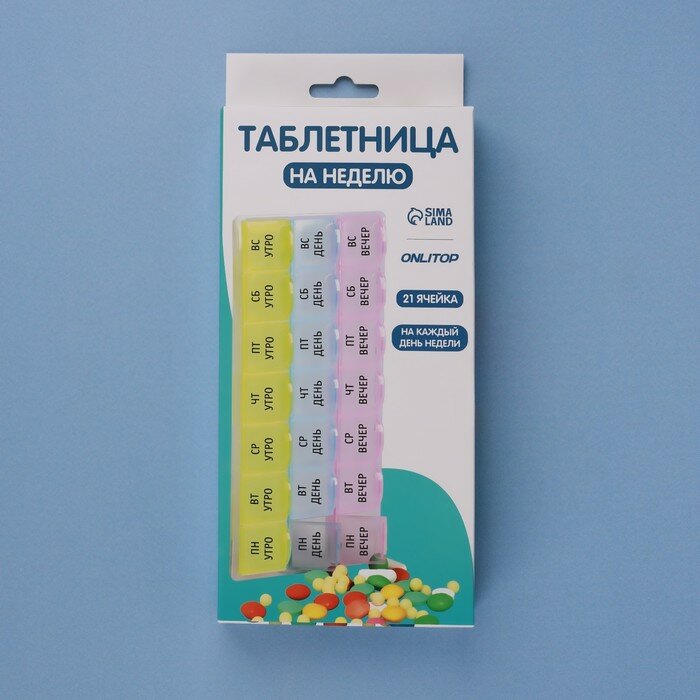 ТАБЛЕТНИЦА
НА НЕДЕЛЮ
SIMA
LAND
ONLITOP
21 ЯЧЕЙКА
НА КАЖДЫЙ
ДЕНЬ НЕДЕЛИ
ВС
УТРО
ВС
ДЕНЬ
ВС
ВЕЧЕР
СБ
УТРО
СБ
ДЕНЬ
СБ
ВЕЧЕР
ПТ
УТРО
ПТ
ДЕНЬ
ПТ
ВЕЧЕР
ЧТ
УТРО
ЧТ
ДЕНЬ
ЧТ
ВЕЧЕР
СР
УТРО
СР
ДЕНЬ
СР
ВЕЧЕР
ВТ
УТРО
ВТ
ДЕНЬ
ВТ
ВЕЧЕР
ПН
УТРО
ПН
ДЕНЬ
ПН
ВЕЧЕР